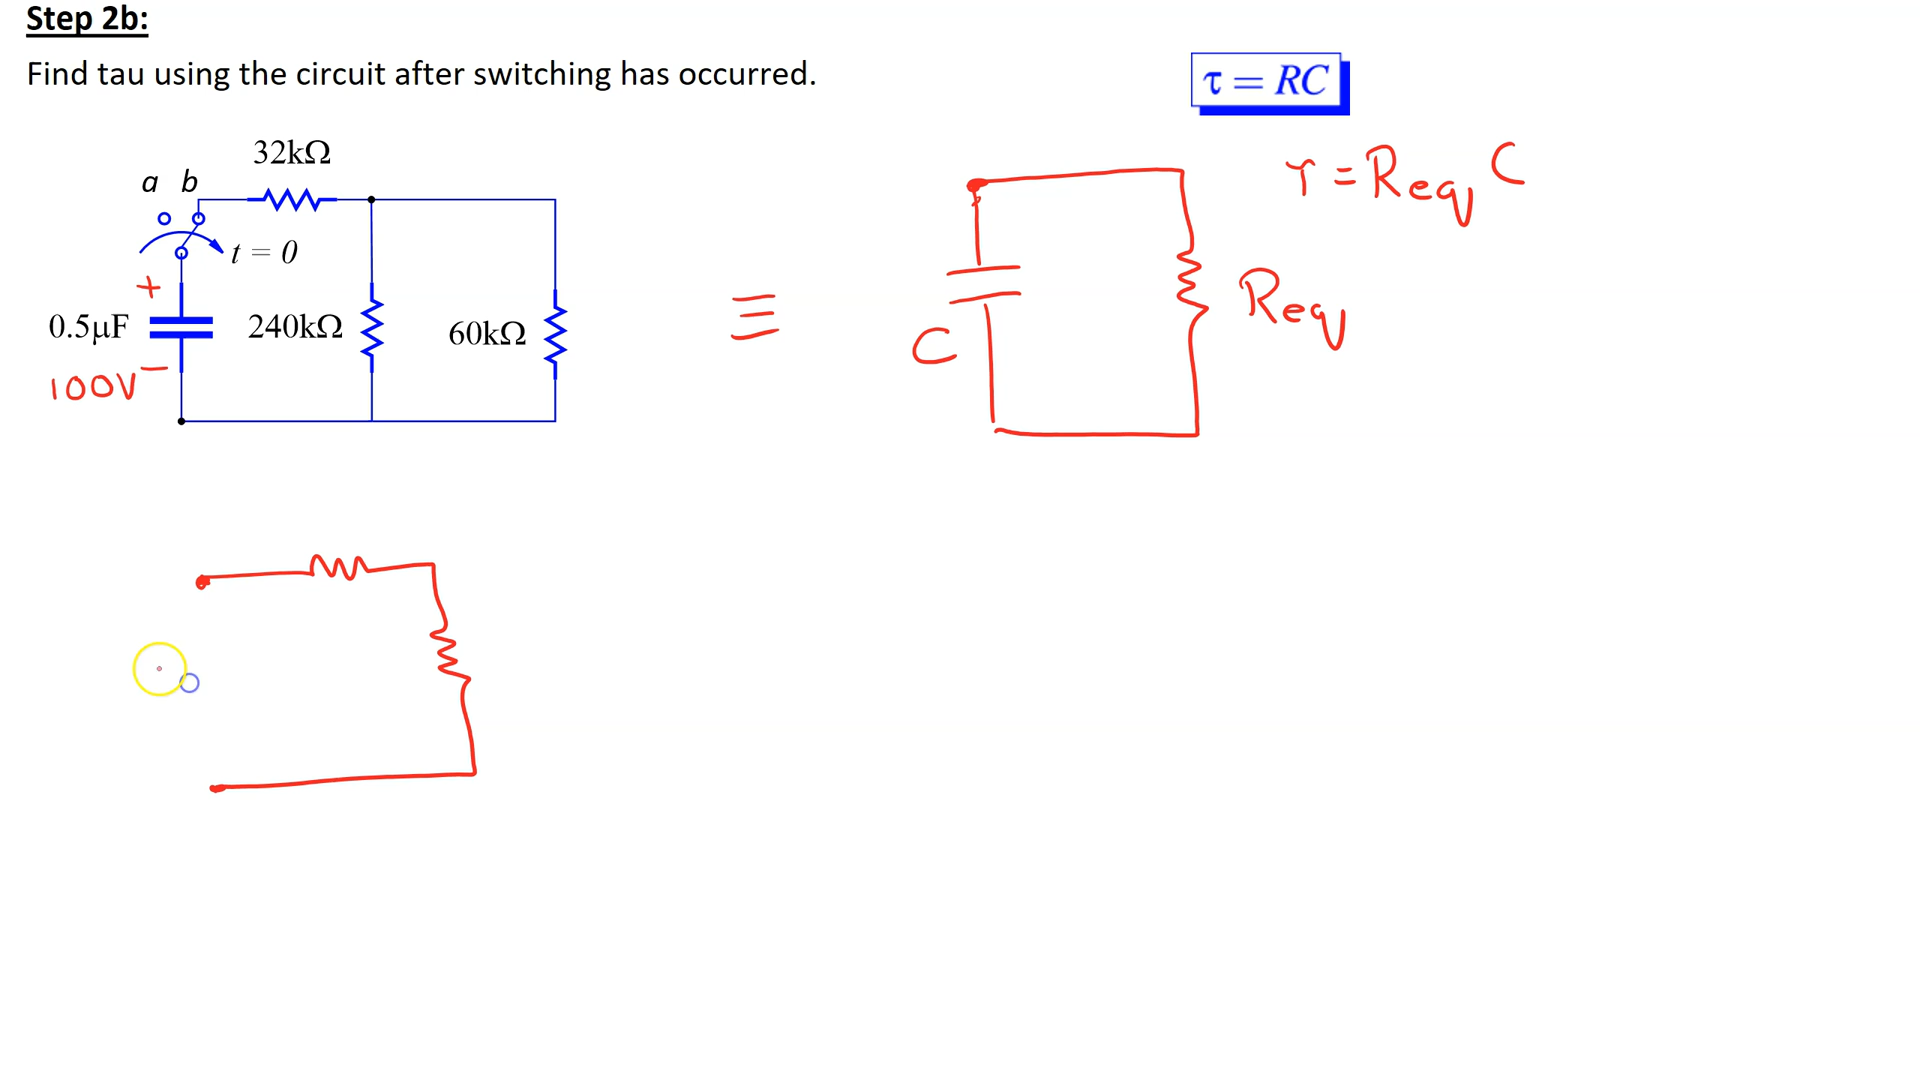 Step 2b:
Find tau using the circuit after switching has occurred.
τ = RC
τ = Req C
32kΩ
a b
t = 0
+
0.5µF
240kΩ
60kΩ
100V −
≡
C
Req